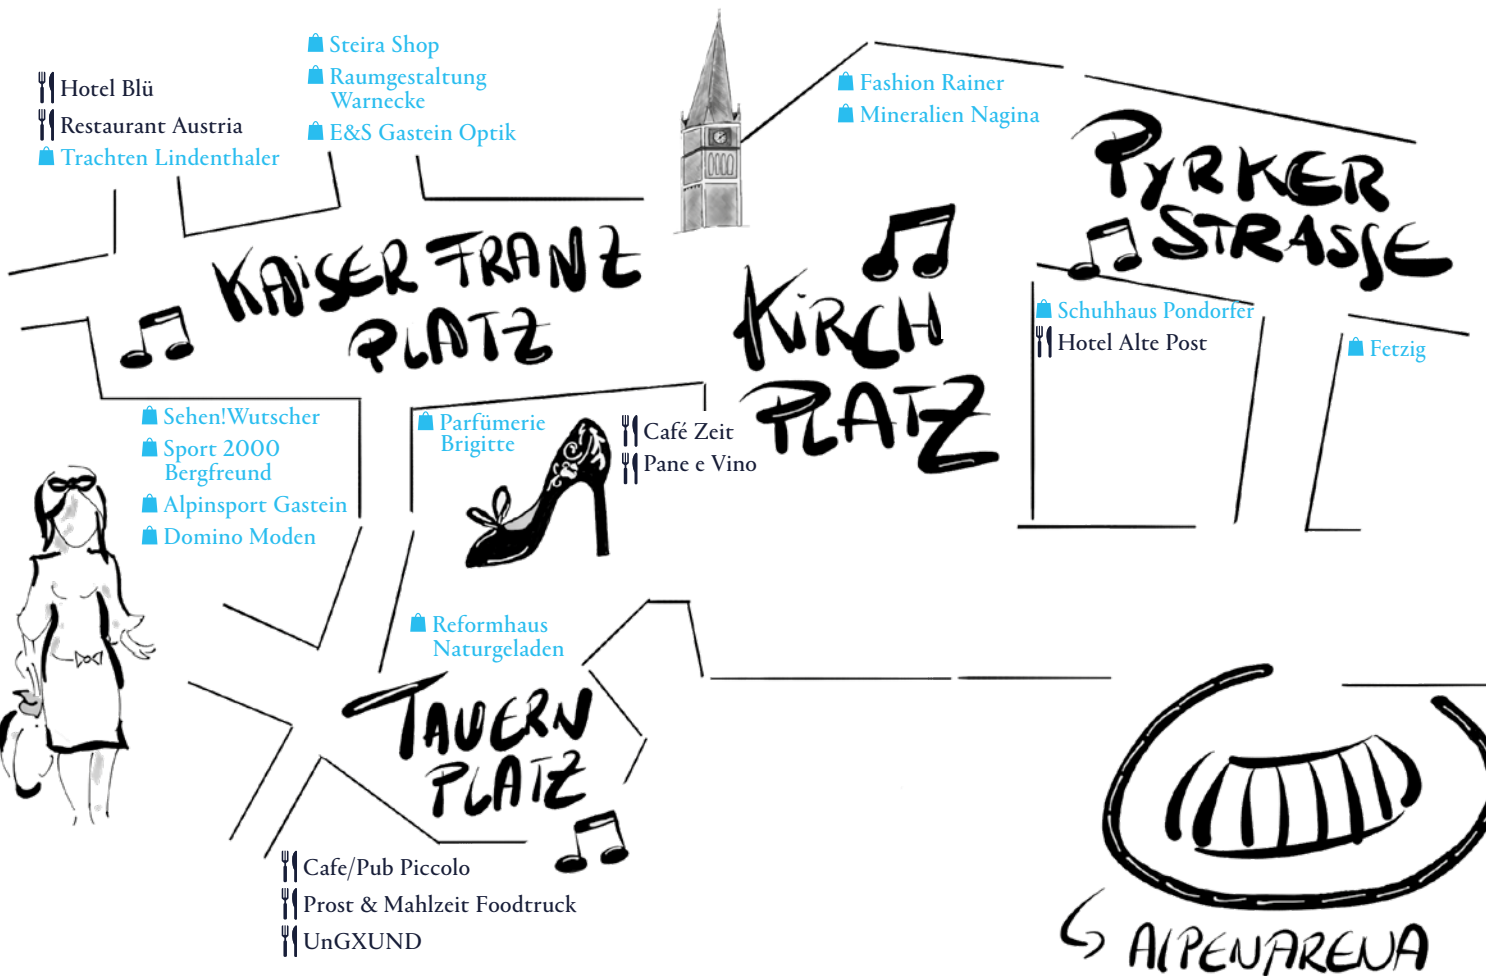 Hotel Blü
Restaurant Austria
Trachten Lindenthaler
Steira Shop
Raumgestaltung
Warnecke
E&S Gastein Optik
Fashion Rainer
Mineralien Nagina
PYRKER
STRASSE
KAiSER FRANZ
PLATZ
KiRCH
PLATZ
Schuhhaus Pondorfer
Hotel Alte Post
Fetzig
Sehen!Wutscher
Sport 2000
Bergfreund
Alpinsport Gastein
Domino Moden
Parfümerie
Brigitte
Café Zeit
Pane e Vino
Reformhaus
Naturgeladen
TAUERN
PLATZ
Cafe/Pub Piccolo
Prost & Mahlzeit Foodtruck
UnGXUND
AlPENARENA